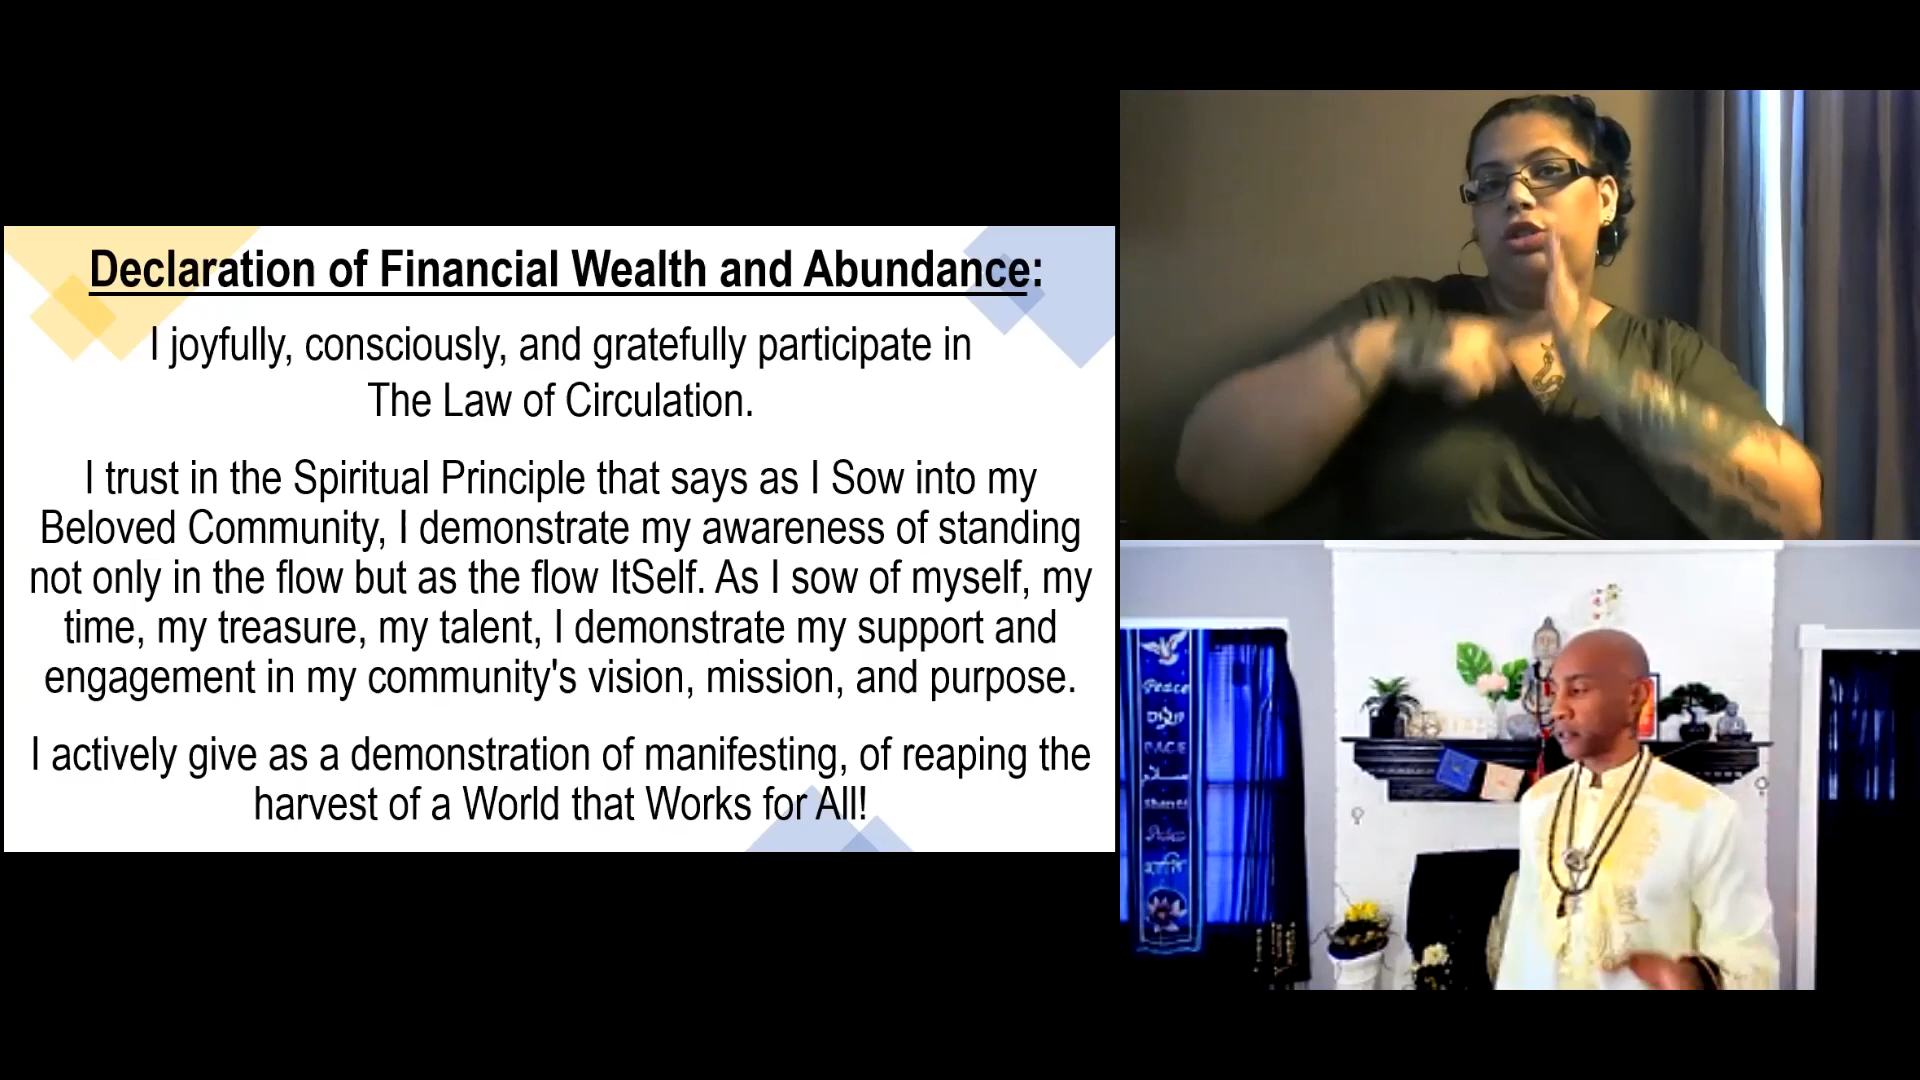 Declaration of Financial Wealth and Abundance:
I joyfully, consciously, and gratefully participate in
The Law of Circulation.
I trust in the Spiritual Principle that says as I Sow into my
Beloved Community, I demonstrate my awareness of standing
not only in the flow but as the flow ItSelf. As I sow of myself, my
time, my treasure, my talent, I demonstrate my support and
engagement in my community's vision, mission, and purpose.
I actively give as a demonstration of manifesting, of reaping the
harvest of a World that Works for All!
Peace
PACE
Shanti